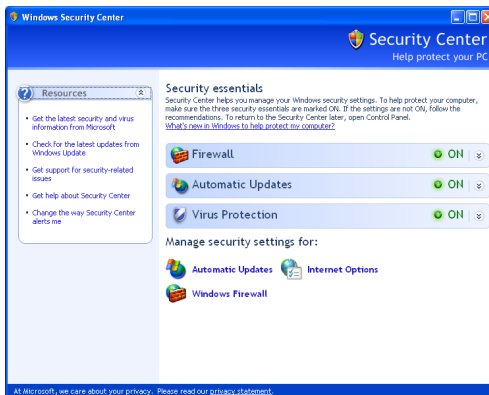 Windows Security Center
Security Center
Help protect your PC
Resources
Get the latest security and virus
information from Microsoft
Check for the latest updates from
Windows Update
Get support for security-related
issues
Get help about Security Center
Change the way Security Center
alerts me
Security essentials
Security Center helps you manage your Windows security settings. To help protect your computer,
make sure the three security essentials are marked ON. If the settings are not ON, follow the
recommendations. To return to the Security Center later, open Control Panel.
What's new in Windows to help protect my computer?
Firewall ON
Automatic Updates ON
Virus Protection ON
Manage security settings for:
Automatic Updates Internet Options
Windows Firewall
At Microsoft, we care about your privacy. Please read our privacy statement.